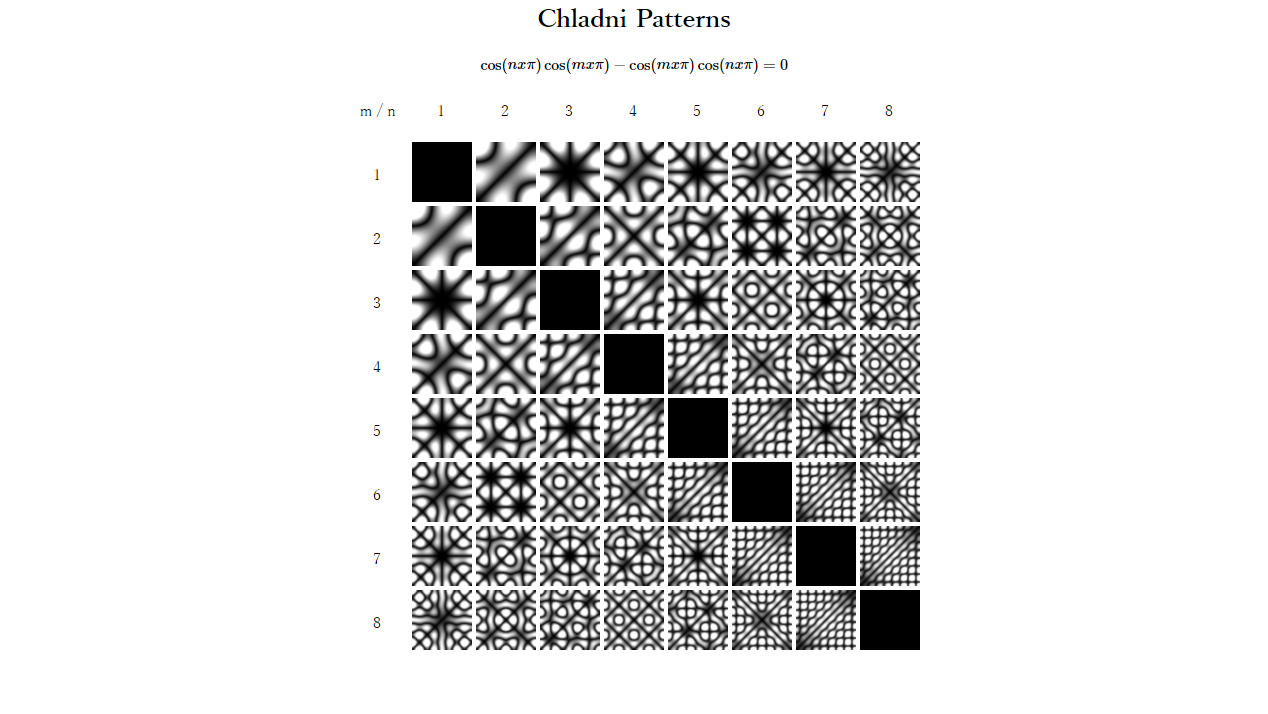 Chladni Patterns
cos(nxπ) cos(mxπ) − cos(mxπ) cos(nxπ) = 0
m / n 1 2 3 4 5 6 7 8
1
2
3
4
5
6
7
8